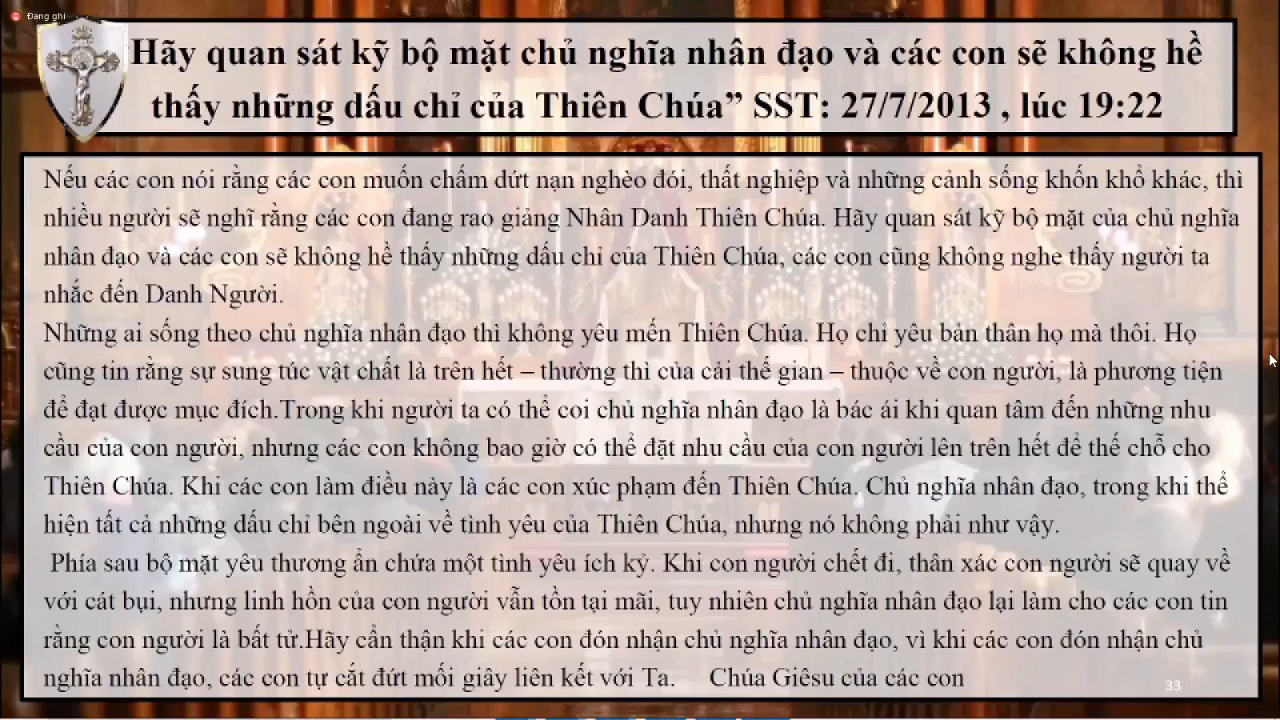 Đang ghi
Hãy quan sát kỹ bộ mặt chủ nghĩa nhân đạo và các con sẽ không hề
thấy những dấu chỉ của Thiên Chúa” SST: 27/7/2013 , lúc 19:22
Nếu các con nói rằng các con muốn chấm dứt nạn nghèo đói, thất nghiệp và những cảnh sống khốn khổ khác, thì
nhiều người sẽ nghĩ rằng các con đang rao giảng Nhân Danh Thiên Chúa. Hãy quan sát kỹ bộ mặt của chủ nghĩa
nhân đạo và các con sẽ không hề thấy những dấu chỉ của Thiên Chúa, các con cũng không nghe thấy người ta
nhắc đến Danh Người.
Những ai sống theo chủ nghĩa nhân đạo thì không yêu mến Thiên Chúa. Họ chỉ yêu bản thân họ mà thôi. Họ
cũng tin rằng sự sung túc vật chất là trên hết – thường thì của cải thế gian – thuộc về con người, là phương tiện
để đạt được mục đích.Trong khi người ta có thể coi chủ nghĩa nhân đạo là bác ái khi quan tâm đến những nhu
cầu của con người, nhưng các con không bao giờ có thể đặt nhu cầu của con người lên trên hết để thế chỗ cho
Thiên Chúa. Khi các con làm điều này là các con xúc phạm đến Thiên Chúa. Chủ nghĩa nhân đạo, trong khi thể
hiện tất cả những dấu chỉ bên ngoài về tình yêu của Thiên Chúa, nhưng nó không phải như vậy.
Phía sau bộ mặt yêu thương ẩn chứa một tình yêu ích kỷ. Khi con người chết đi, thân xác con người sẽ quay về
với cát bụi, nhưng linh hồn của con người vẫn tồn tại mãi, tuy nhiên chủ nghĩa nhân đạo lại làm cho các con tin
rằng con người là bất tử.Hãy cẩn thận khi các con đón nhận chủ nghĩa nhân đạo, vì khi các con đón nhận chủ
nghĩa nhân đạo, các con tự cắt đứt mối giây liên kết với Ta. Chúa Giêsu của các con
33